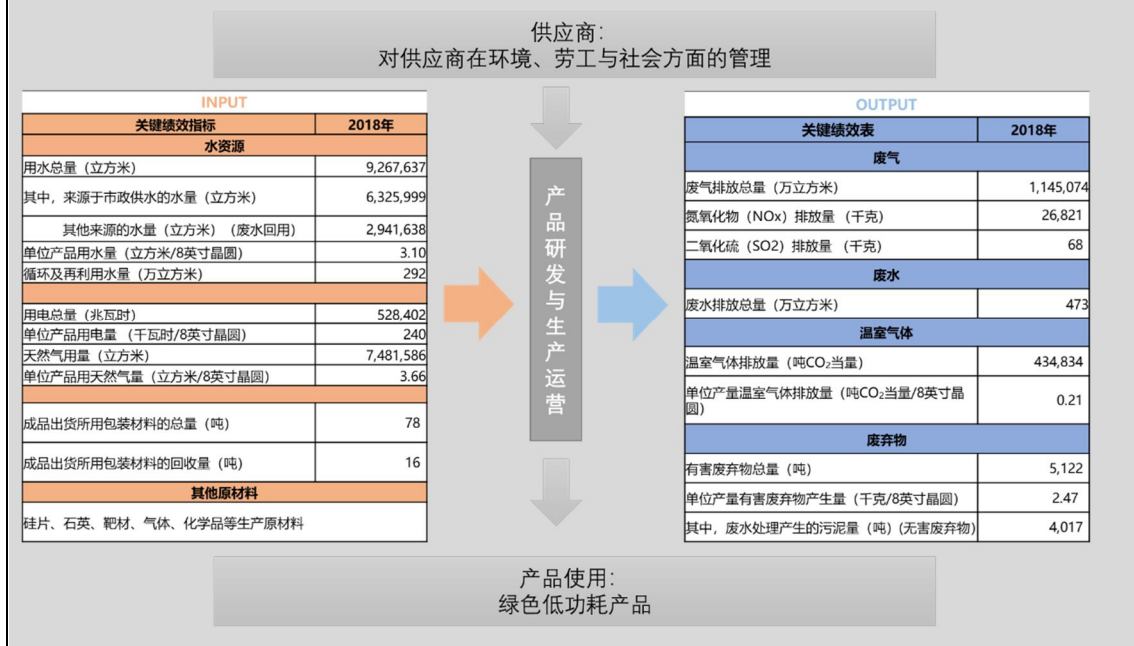 供应商：
对供应商在环境、劳工与社会方面的管理
INPUT
关键绩效指标 2018年
水资源
用水总量（立方米） 9,267,637
其中，来源于市政供水的水量（立方米） 6,325,999
其他来源的水量（立方米）（废水回用） 2,941,638
单位产品用水量（立方米/8英寸晶圆） 3.10
循环及再利用水量（万立方米） 292
用电总量（兆瓦时） 528,402
单位产品用电量 （千瓦时/8英寸晶圆） 240
天然气用量（立方米） 7,481,586
单位产品用天然气量（立方米/8英寸晶圆） 3.66
成品出货所用包装材料的总量（吨） 78
成品出货所用包装材料的回收量（吨） 16
其他原材料
硅片、石英、靶材、气体、化学品等生产原材料
产品研发与生产运营
OUTPUT
关键绩效表 2018年
废气
废气排放总量（万立方米） 1,145,074
氮氧化物（NOx）排放量 （千克） 26,821
二氧化硫（SO2）排放量 （千克） 68
废水
废水排放总量（万立方米） 473
温室气体
温室气体排放量（吨CO₂当量） 434,834
单位产量温室气体排放量（吨CO₂当量/8英寸晶
圆） 0.21
废弃物
有害废弃物总量（吨） 5,122
单位产量有害废弃物产生量（千克/8英寸晶圆） 2.47
其中，废水处理产生的污泥量（吨）(无害废弃物) 4,017
产品使用：
绿色低功耗产品